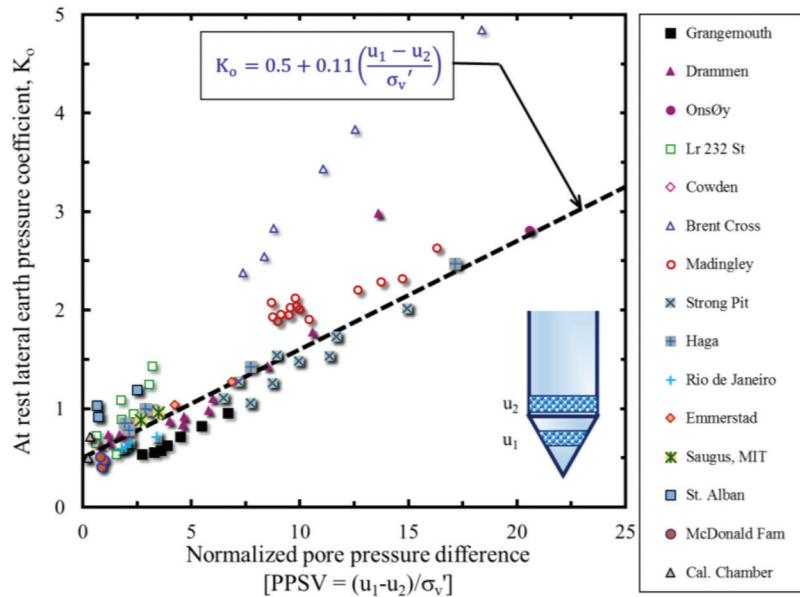 At rest lateral earth pressure coefficient, Kₒ
5
4
3
2
1
0
Kₒ = 0.5 + 0.11 ((u₁ − u₂)/σᵥ′)
u₂
u₁
0
5
10
15
20
25
Normalized pore pressure difference
[PPSV = (u₁-u₂)/σᵥ']
Grangemouth
Drammen
OnsØy
Lr 232 St
Cowden
Brent Cross
Madingley
Strong Pit
Haga
Rio de Janeiro
Emmerstad
Saugus, MIT
St. Alban
McDonald Fam
Cal. Chamber